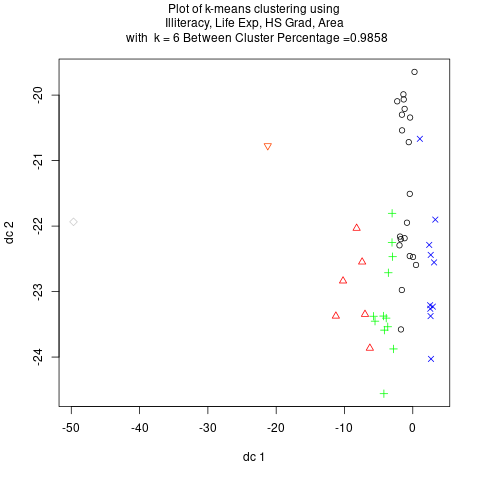 Plot of k-means clustering using
Illiteracy, Life Exp, HS Grad, Area
with  k = 6 Between Cluster Percentage =0.9858
-20
-21
-22
-23
-24
dc 2
-50
-40
-30
-20
-10
0
dc 1